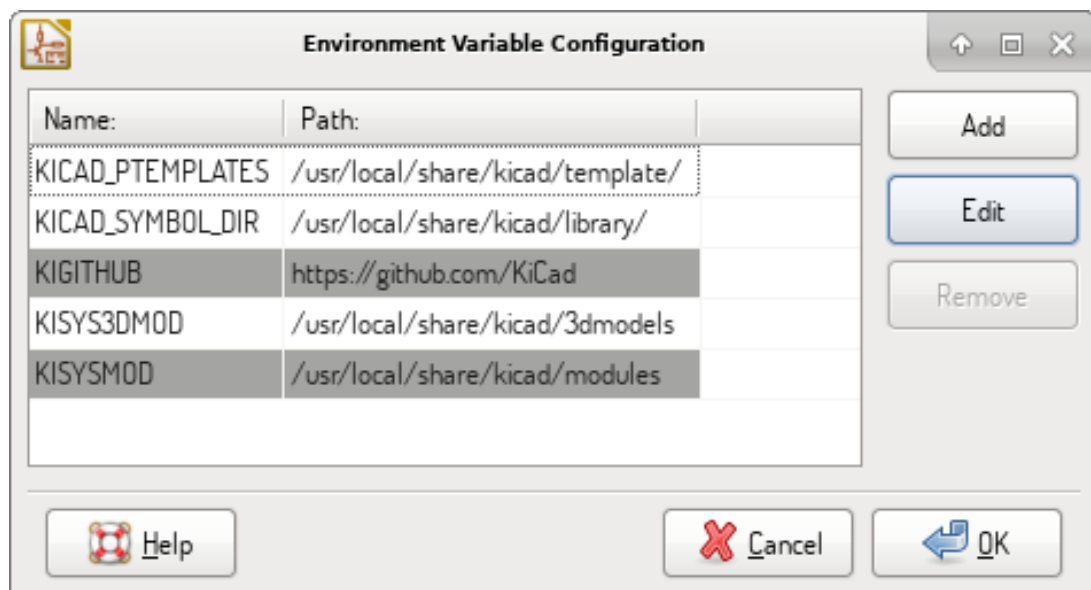 Environment Variable Configuration
Name: Path:
KICAD_PTEMPLATES /usr/local/share/kicad/template/
KICAD_SYMBOL_DIR /usr/local/share/kicad/library/
KIGITHUB https://github.com/KiCad
KISYS3DMOD /usr/local/share/kicad/3dmodels
KISYSMOD /usr/local/share/kicad/modules
Add
Edit
Remove
Help Cancel OK